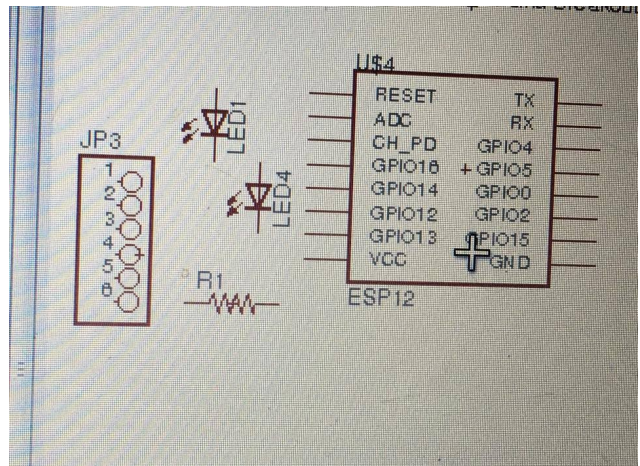 U$4
RESET
ADC
CH_PD
GPIO16
GPIO14
GPIO12
GPIO13
VCC
TX
RX
GPIO4
GPIO5
GPIO0
GPIO2
GPIO15
GND
ESP12
LED1
LED4
JP3
1
2
3
4
5
6
R1